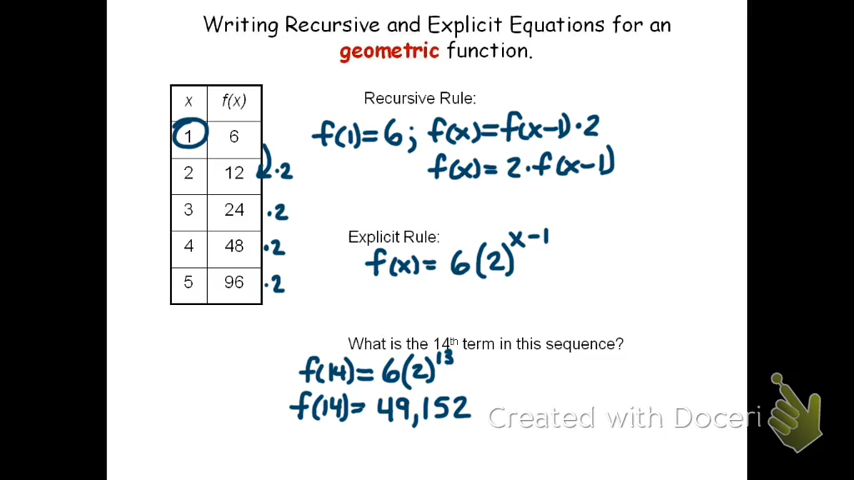 Writing Recursive and Explicit Equations for an
geometric function.
x f(x)
1 6
2 12 ·2
3 24 ·2
4 48 ·2
5 96 ·2
Recursive Rule:
f(1)=6; f(x)=f(x-1)·2
f(x)=2·f(x-1)
Explicit Rule:
f(x)=6(2)^{x-1}
What is the 14th term in this sequence?
f(14)=6(2)^{13}
f(14)=49,152
Created with Doceri